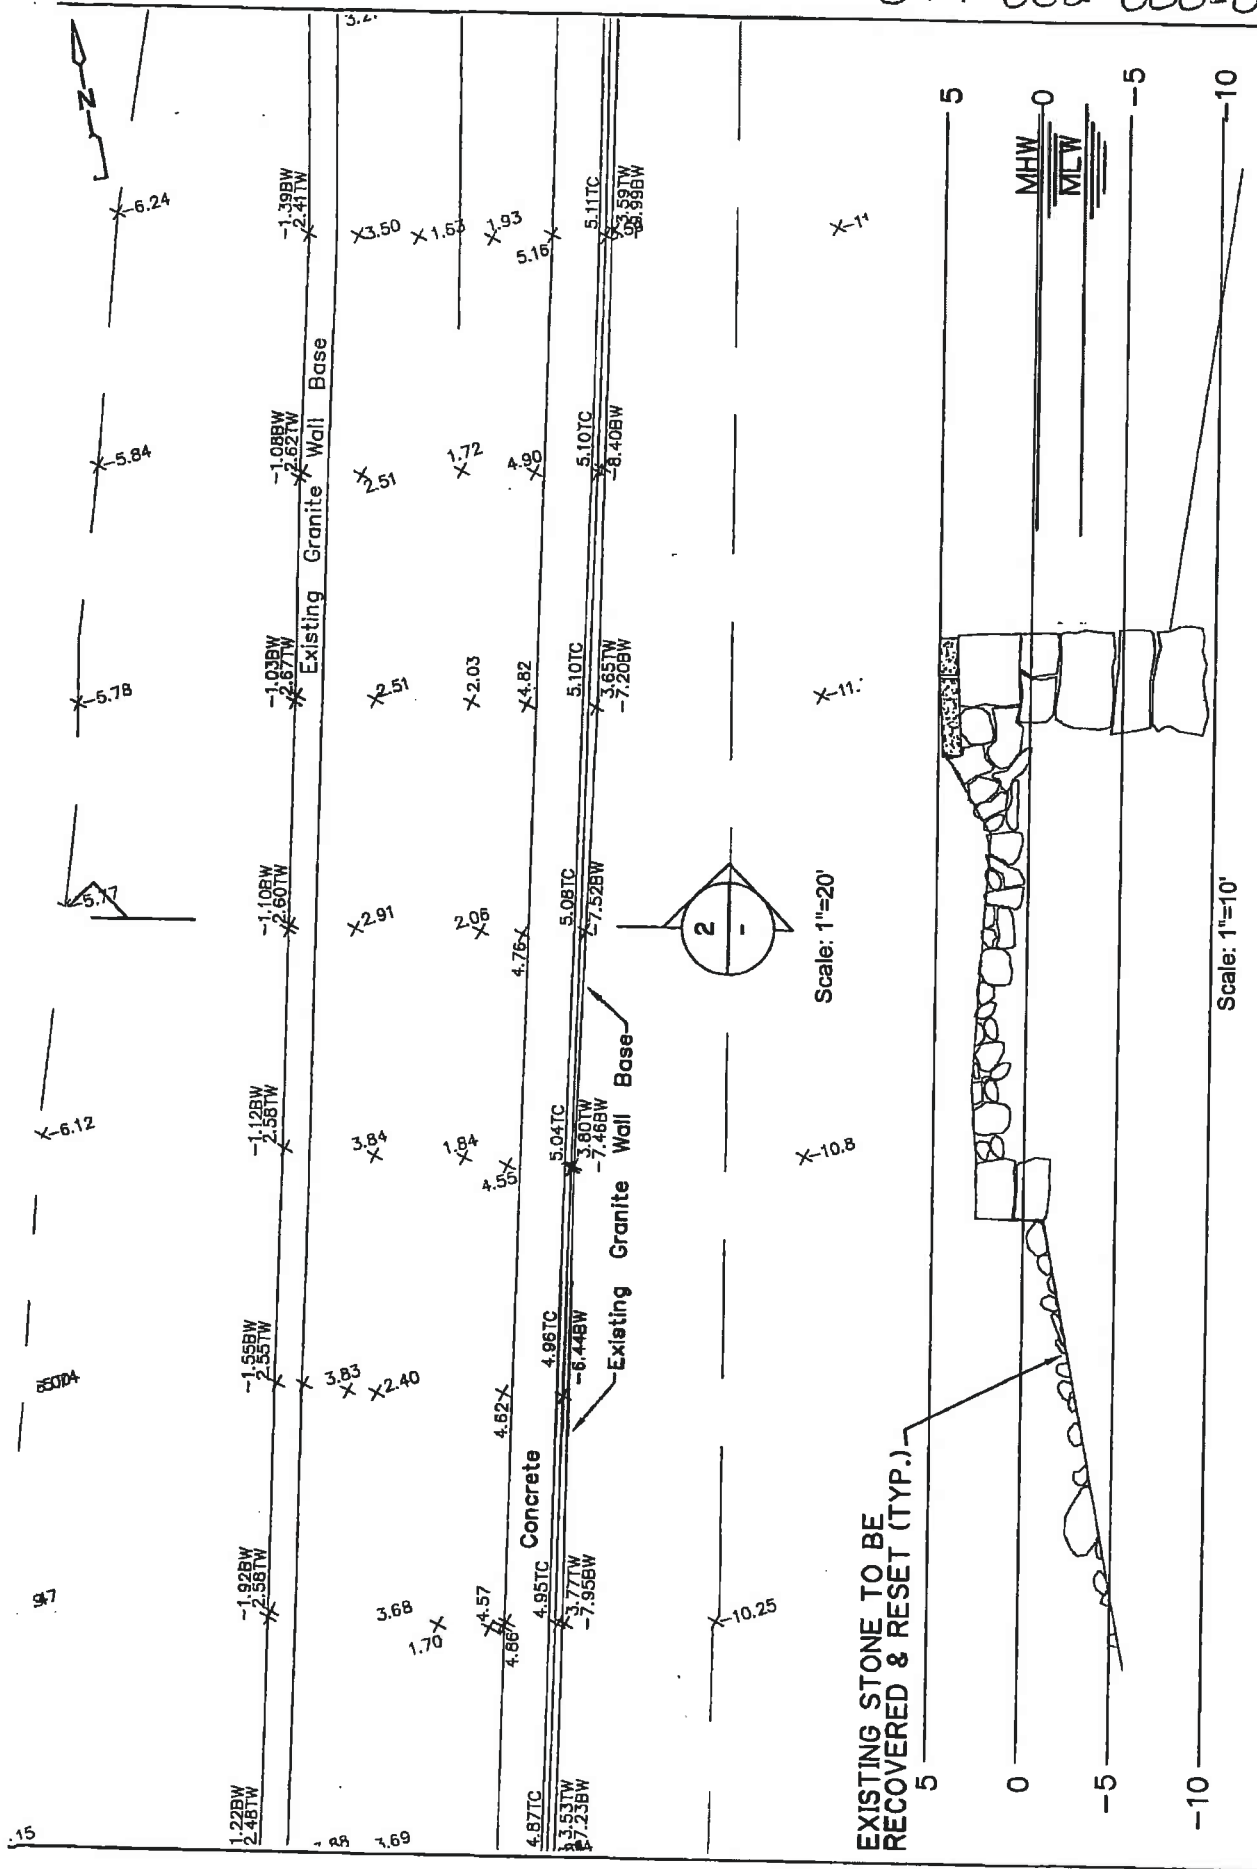 N
-6.24
-5.84
-5.78
-5.77
-6.12
.15
-1.39BW
2.41TW
-1.08BW
2.62TW
-1.03BW
2.67TW
-1.10BW
2.60TW
-1.12BW
2.58TW
-1.55BW
2.55TW
-1.92BW
2.58TW
1.22BW
2.48TW
Existing Granite Wall Base
3.50
1.63
1.93
5.16
2.51
1.72
4.90
2.51
2.03
4.82
2.91
2.06
4.76
3.84
1.84
4.55
3.83
2.40
4.62
3.68
1.70
4.57
4.86
3.69
Concrete
5.11TC
3.59TW
5.10TC
-8.40BW
5.10TC
3.65TW
-7.20BW
5.08TC
-7.52BW
5.04TC
3.80TW
-7.46BW
4.96TC
-6.44BW
4.95TC
3.77TW
-7.95BW
4.87TC
3.53TW
-7.23BW
Existing Granite Wall Base
-11.
-10.8
-10.25
2
-
Scale: 1"=20'
EXISTING STONE TO BE
RECOVERED & RESET (TYP.)
5
0
-5
-10
MHW
MLW
5
0
-5
-10
Scale: 1"=10'